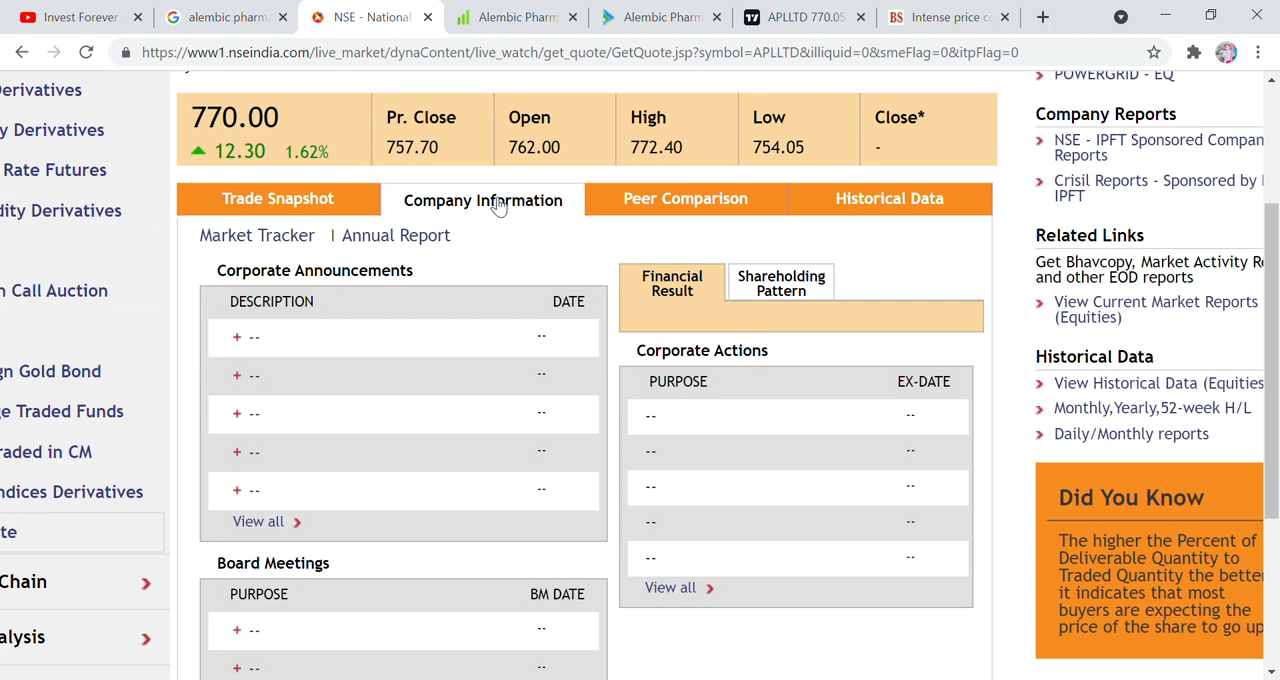 Invest Forever
alembic pharm
NSE - National
Alembic Pharm
Alembic Pharm
APLLTD 770.05
BS Intense price c
https://www1.nseindia.com/live_market/dynaContent/live_watch/get_quote/GetQuote.jsp?symbol=APLLTD&illiquid=0&smeFlag=0&itpFlag=0
erivatives
y Derivatives
Rate Futures
dity Derivatives
n Call Auction
gn Gold Bond
ge Traded Funds
raded in CM
ndices Derivatives
te
Chain
alysis
770.00
12.30 1.62%
Pr. Close
757.70
Open
762.00
High
772.40
Low
754.05
Close*
-
Trade Snapshot
Company Information
Peer Comparison
Historical Data
Market Tracker | Annual Report
Corporate Announcements
DESCRIPTION DATE
+ -- --
+ -- --
+ -- --
+ -- --
+ -- --
View all
Board Meetings
PURPOSE BM DATE
+ -- --
+ -- --
Financial
Result
Shareholding
Pattern
Corporate Actions
PURPOSE EX-DATE
-- --
-- --
-- --
-- --
-- --
View all
POWERGRID - EQ
Company Reports
NSE - IPFT Sponsored Compan
Reports
Crisil Reports - Sponsored by
IPFT
Related Links
Get Bhavcopy, Market Activity Re
and other EOD reports
View Current Market Reports
(Equities)
Historical Data
View Historical Data (Equities
Monthly,Yearly,52-week H/L
Daily/Monthly reports
Did You Know
The higher the Percent of
Deliverable Quantity to
Traded Quantity the bette
it indicates that most
buyers are expecting the
price of the share to go up